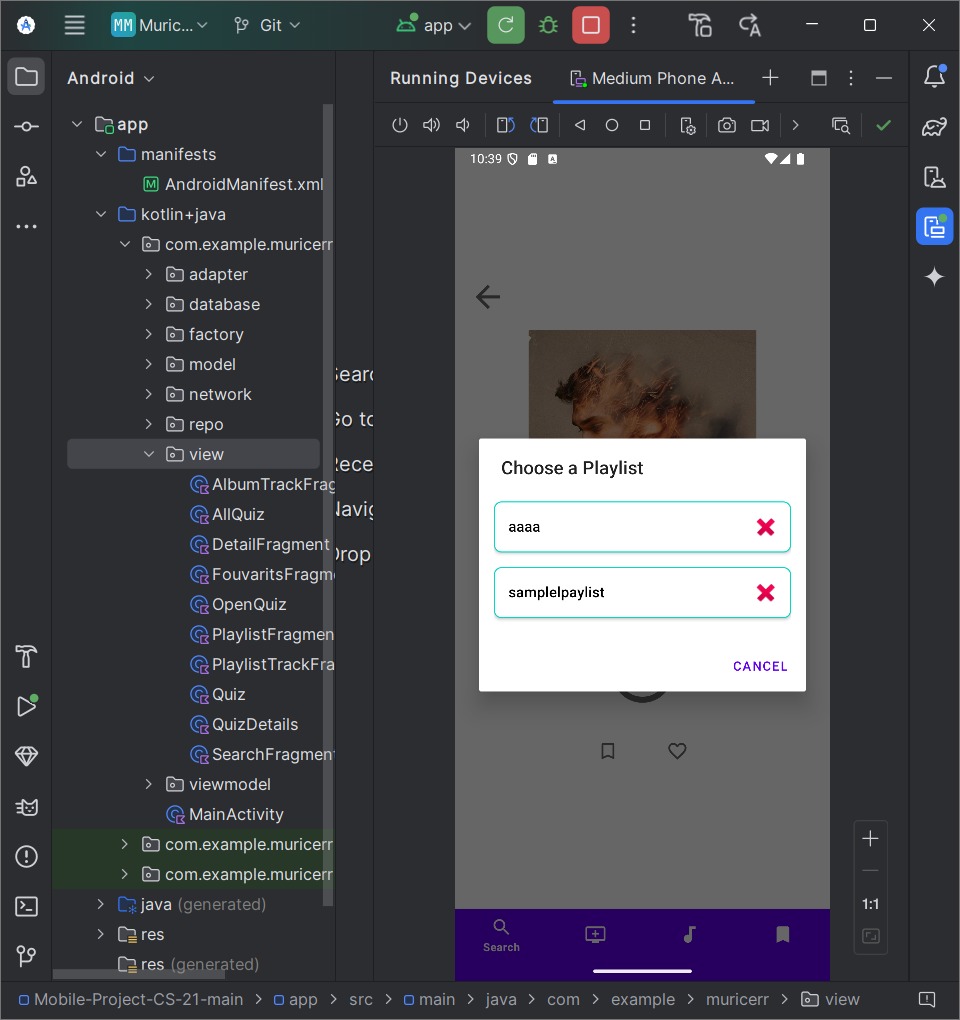 MM Muric... Git app
Android
Running Devices Medium Phone A...
app
manifests
AndroidManifest.xml
kotlin+java
com.example.muricerr
adapter
database
factory
model
network
repo
view
AlbumTrackFrag
AllQuiz
DetailFragment
FouvaritsFragm
OpenQuiz
PlaylistFragmen
PlaylistTrackFra
Quiz
QuizDetails
SearchFragmen
viewmodel
MainActivity
com.example.muricerr
com.example.muricerr
java (generated)
res
res (generated)
Sear
Go to
Rece
Navig
Drop
10:39
Choose a Playlist
aaaa
samplelpaylist
CANCEL
Search
1:1
Mobile-Project-CS-21-main > app > src > main > java > com > example > muricerr > view